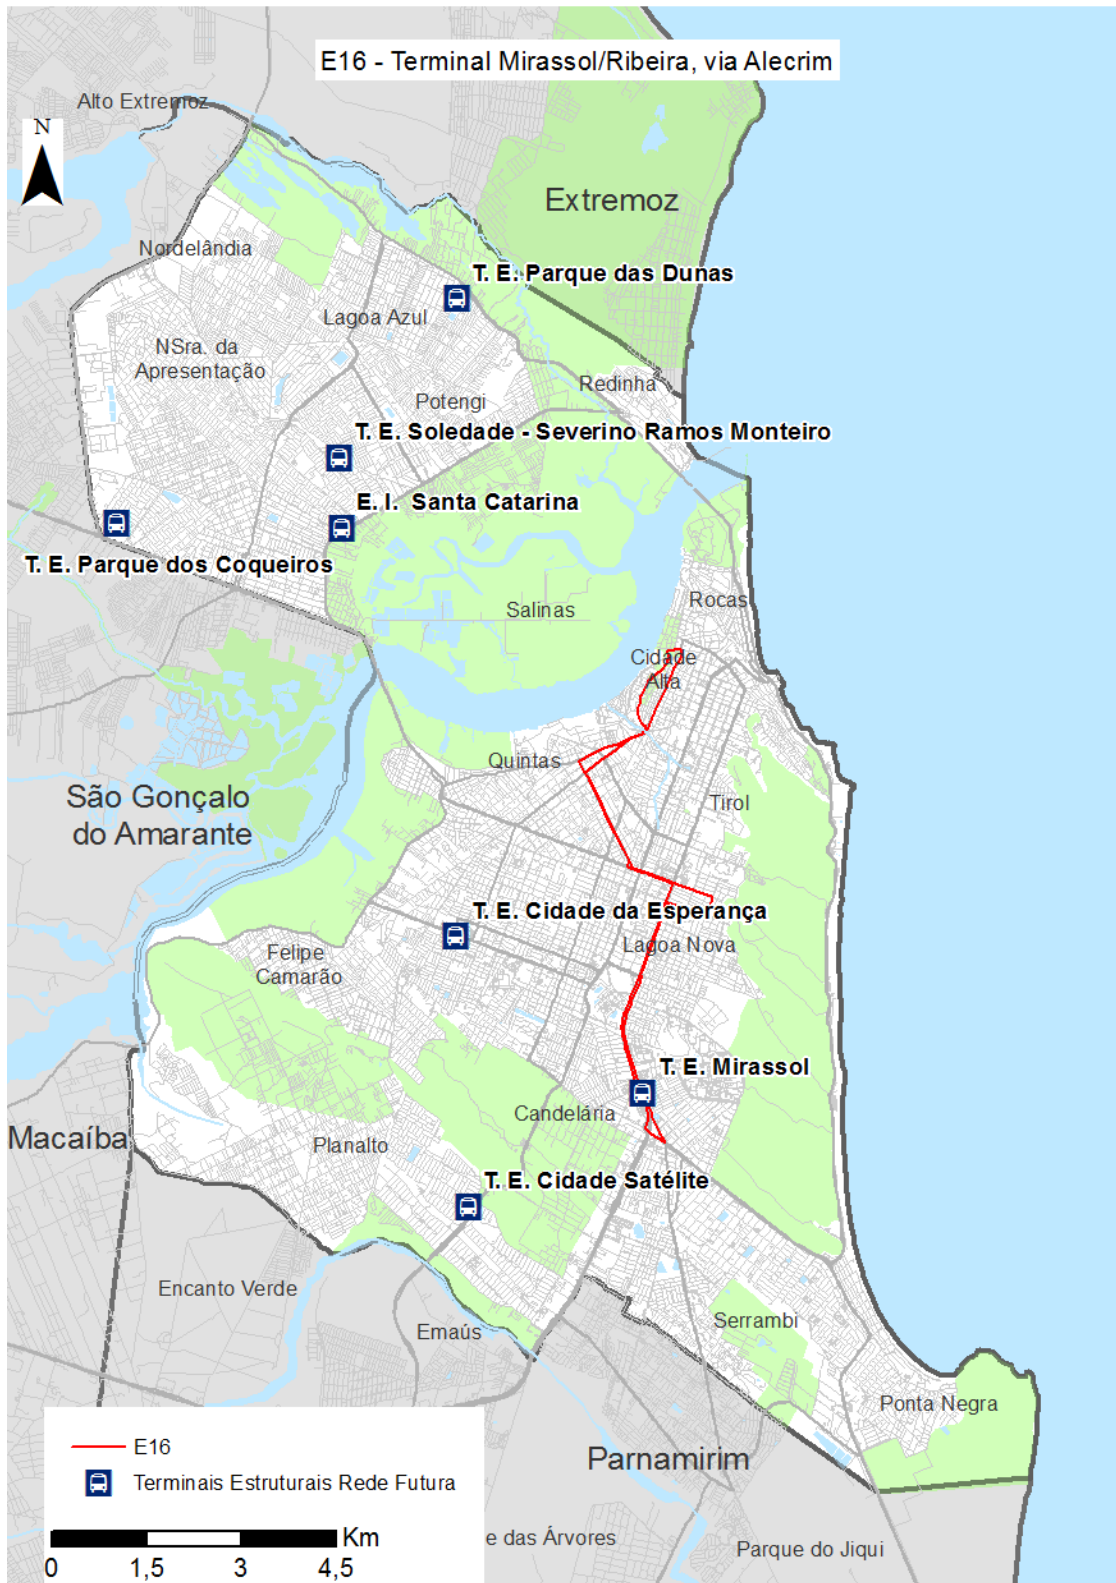 E16 - Terminal Mirassol/Ribeira, via Alecrim
Alto Extremoz
N
Extremoz
Nordelândia
T. E. Parque das Dunas
Lagoa Azul
NSra. da
Apresentação
Redinha
Potengi
T. E. Soledade - Severino Ramos Monteiro
E. I. Santa Catarina
T. E. Parque dos Coqueiros
Rocas
Salinas
Cidade
Alta
Quintas
São Gonçalo
do Amarante
Tirol
T. E. Cidade da Esperança
Lagoa Nova
Felipe
Camarão
T. E. Mirassol
Candelária
Macaíba
Planalto
T. E. Cidade Satélite
Encanto Verde
Emaús
Serrambi
Ponta Negra
Parnamirim
E16
Terminais Estruturais Rede Futura
Km
0 1,5 3 4,5
e das Árvores
Parque do Jiqui